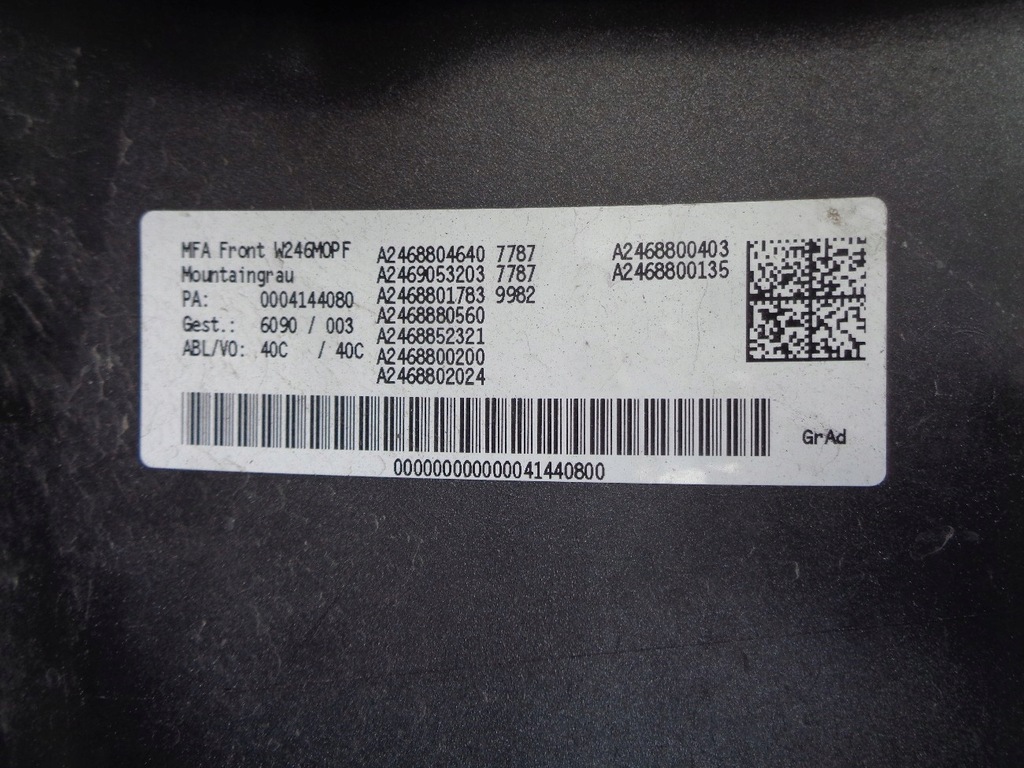 MFA Front W246MOPF
Mountaingrau
PA: 0004144080
Gest.: 6090 / 003
ABL/VO: 40C / 40C
A2468804640 7787
A2469053203 7787
A2468801783 9982
A2468880560
A2468852321
A2468800200
A2468802024
A2468800403
A2468800135
GrAd
000000000000041440800